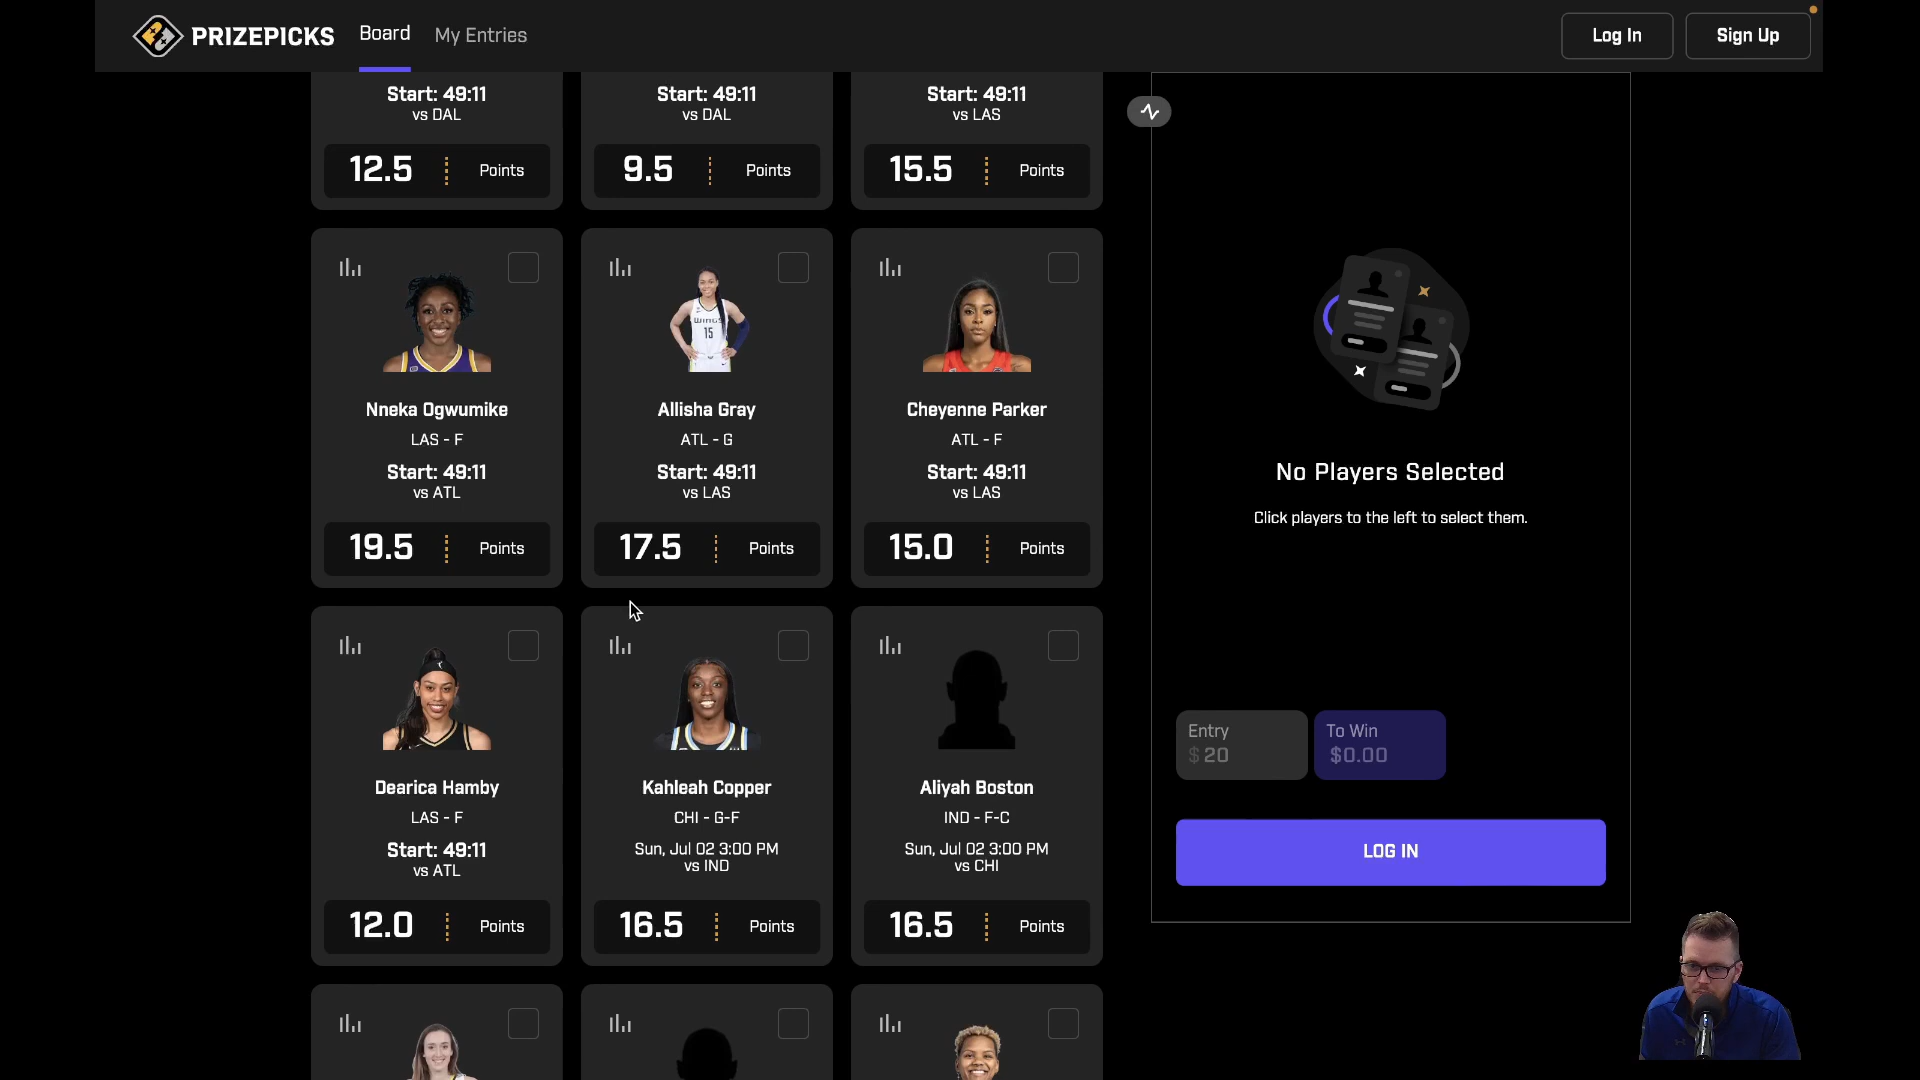 PRIZEPICKS
Board
My Entries
Log In
Sign Up
Start: 49:11
vs DAL
12.5
Points
Start: 49:11
vs DAL
9.5
Points
Start: 49:11
vs LAS
15.5
Points
Nneka Ogwumike
LAS - F
Start: 49:11
vs ATL
19.5
Points
WINGS
15
Allisha Gray
ATL - G
Start: 49:11
vs LAS
17.5
Points
Cheyenne Parker
ATL - F
Start: 49:11
vs LAS
15.0
Points
Dearica Hamby
LAS - F
Start: 49:11
vs ATL
12.0
Points
Kahleah Copper
CHI - G-F
Sun, Jul 02 3:00 PM
vs IND
16.5
Points
Aliyah Boston
IND - F-C
Sun, Jul 02 3:00 PM
vs CHI
16.5
Points
No Players Selected
Click players to the left to select them.
Entry
$ 20
To Win
$0.00
LOG IN